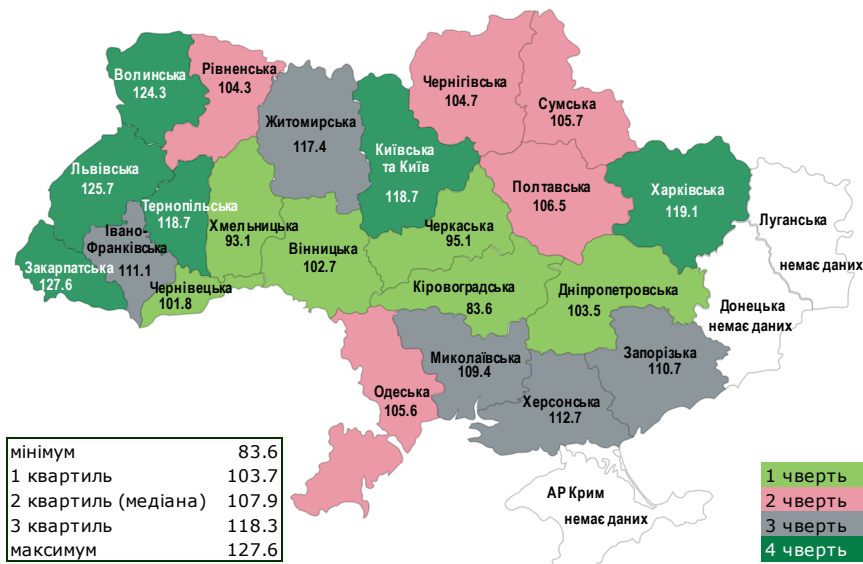 Волинська
124.3
Рівненська
104.3
Житомирська
117.4
Київська
та Київ
118.7
Чернігівська
104.7
Сумська
105.7
Львівська
125.7
Тернопільська
118.7
Хмельницька
93.1
Вінницька
102.7
Черкаська
95.1
Полтавська
106.5
Харківська
119.1
Луганська
немає даних
Івано-
Франківська
111.1
Закарпатська
127.6
Чернівецька
101.8
Кіровоградська
83.6
Дніпропетровська
103.5
Донецька
немає даних
Одеська
105.6
Миколаївська
109.4
Херсонська
112.7
Запорізька
110.7
АР Крим
немає даних
мінімум 83.6
1 квартиль 103.7
2 квартиль (медіана) 107.9
3 квартиль 118.3
максимум 127.6
1 чверть
2 чверть
3 чверть
4 чверть